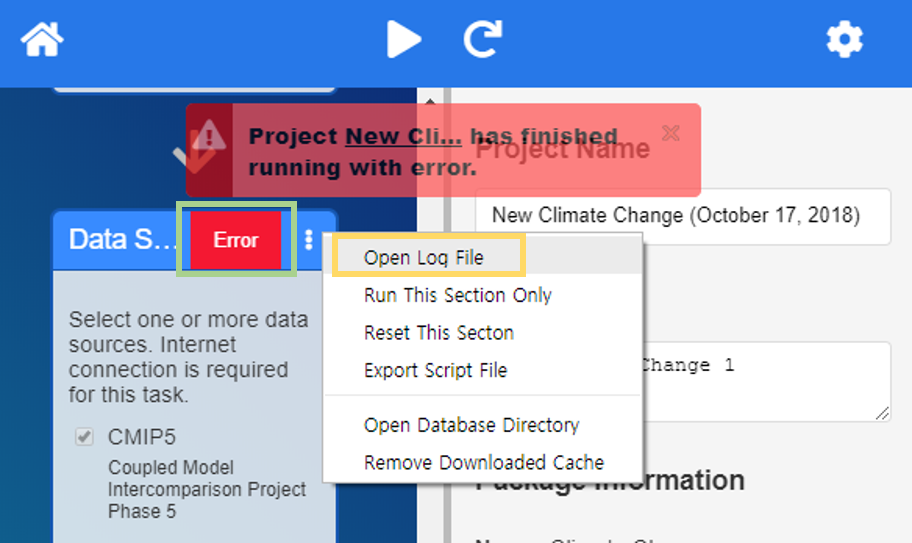 Project New Cli... has finished
running with error.
Project Name
New Climate Change (October 17, 2018)
Data S...
Error
Open Log File
Run This Section Only
Reset This Secton
Export Script File
Open Database Directory
Remove Downloaded Cache
Select one or more data
sources. Internet
connection is required
for this task.
CMIP5
Coupled Model
Intercomparison Project
Phase 5
Change 1
Package Information